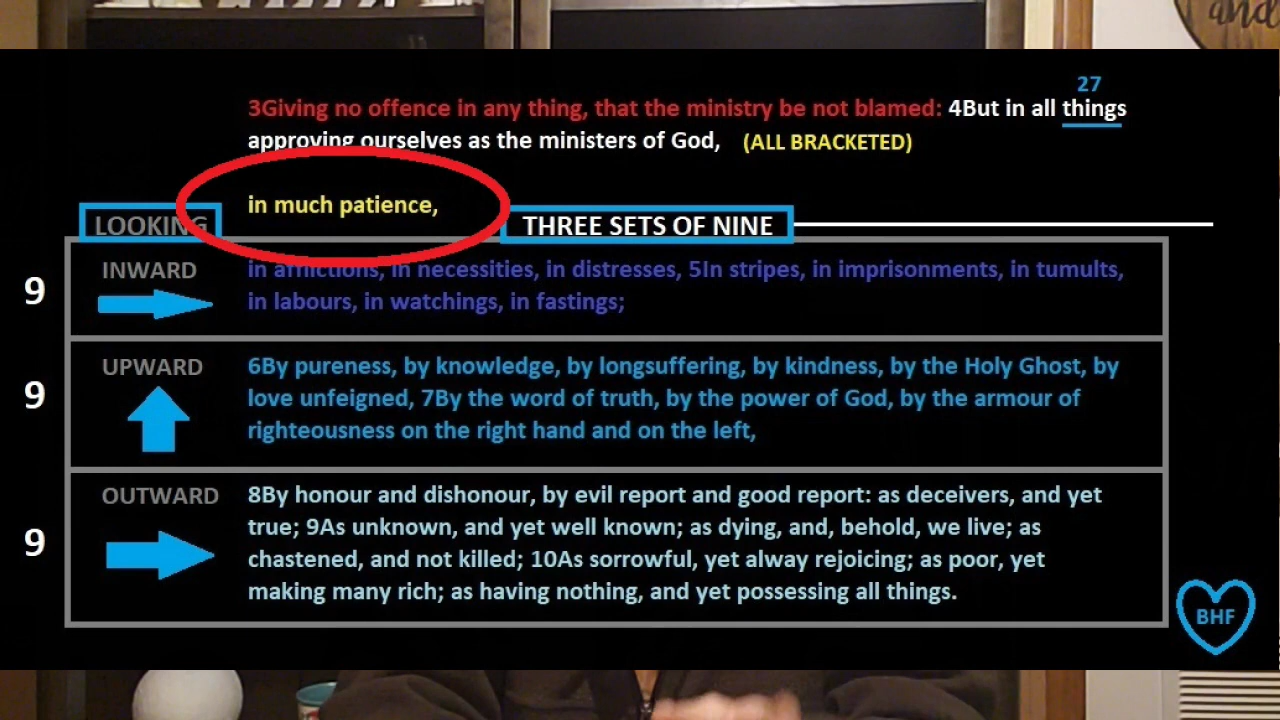 and
27
3Giving no offence in any thing, that the ministry be not blamed: 4But in all things
approving ourselves as the ministers of God, (ALL BRACKETED)
in much patience,
LOOKING
THREE SETS OF NINE
9
INWARD
in afflictions, in necessities, in distresses, 5In stripes, in imprisonments, in tumults,
in labours, in watchings, in fastings;
9
UPWARD
6By pureness, by knowledge, by longsuffering, by kindness, by the Holy Ghost, by
love unfeigned, 7By the word of truth, by the power of God, by the armour of
righteousness on the right hand and on the left,
9
OUTWARD
8By honour and dishonour, by evil report and good report: as deceivers, and yet
true; 9As unknown, and yet well known; as dying, and, behold, we live; as
chastened, and not killed; 10As sorrowful, yet alway rejoicing; as poor, yet
making many rich; as having nothing, and yet possessing all things.
BHF